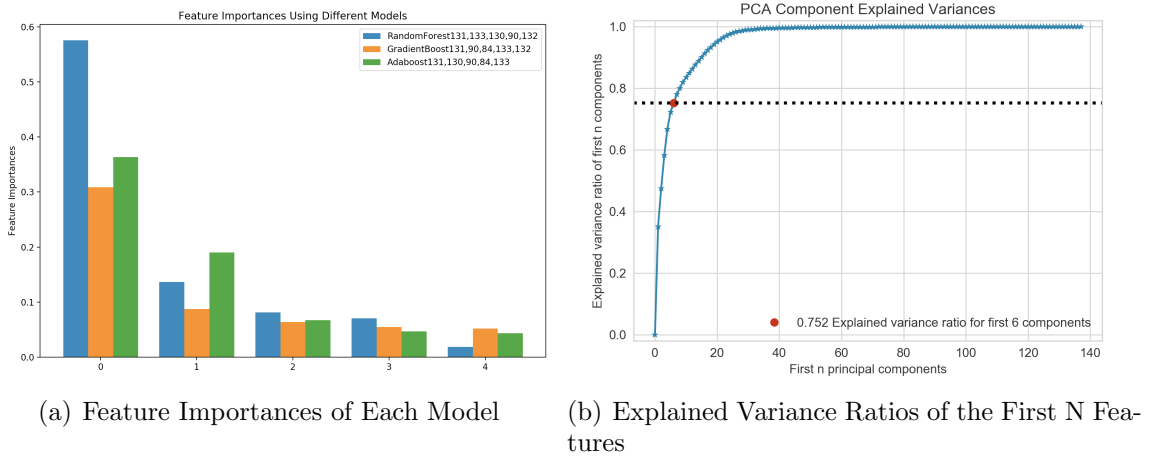 Feature Importances Using Different Models
0.6
0.5
0.4
0.3
0.2
0.1
0.0
Feature Importances
RandomForest131,133,130,90,132
GradientBoost131,90,84,133,132
Adaboost131,130,90,84,133
0 1 2 3 4
(a) Feature Importances of Each Model
PCA Component Explained Variances
1.0
0.8
0.6
0.4
0.2
0.0
Explained variance ratio of first n components
0.752 Explained variance ratio for first 6 components
0 20 40 60 80 100 120 140
First n principal components
(b) Explained Variance Ratios of the First N Fea-
tures